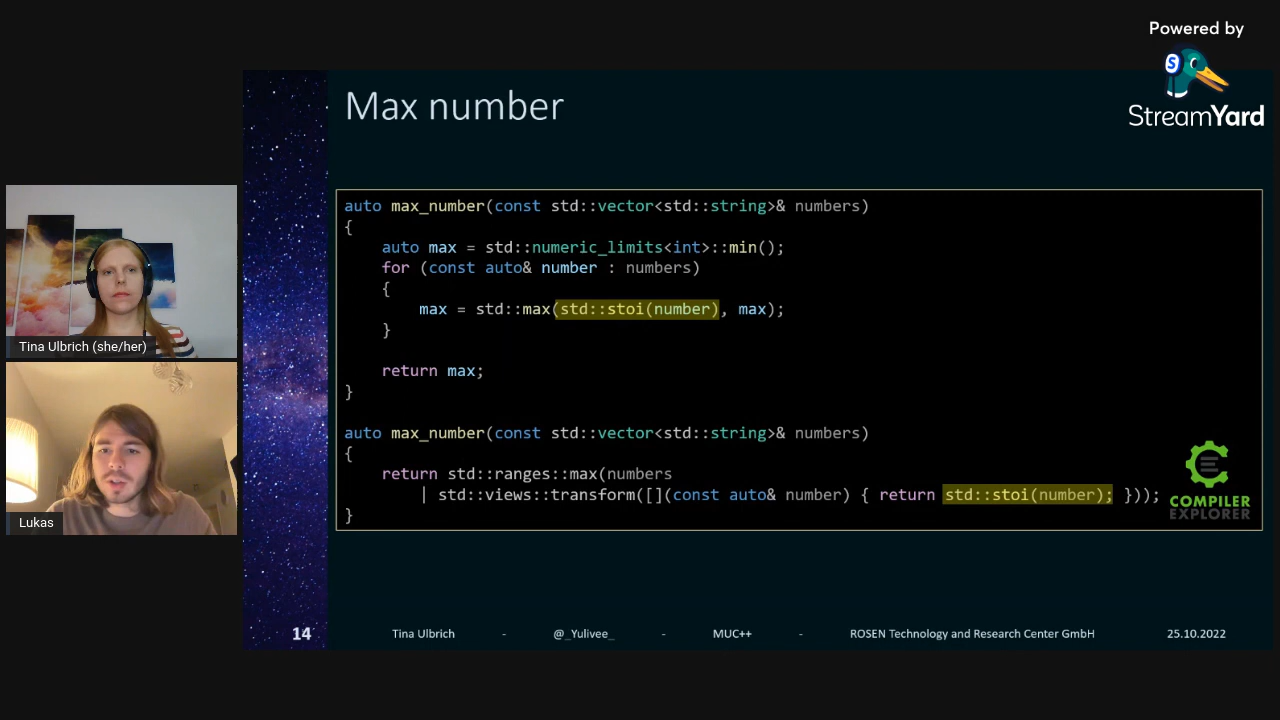 Powered by
S
StreamYard
Max number
auto max_number(const std::vector<std::string>& numbers)
{
    auto max = std::numeric_limits<int>::min();
    for (const auto& number : numbers)
    {
        max = std::max(std::stoi(number), max);
    }
    return max;
}
auto max_number(const std::vector<std::string>& numbers)
{
    return std::ranges::max(numbers
        | std::views::transform([](const auto& number) { return std::stoi(number); }));
}
COMPILER
EXPLORER
Tina Ulbrich (she/her)
Lukas
14 Tina Ulbrich - @_Yulivee_ - MUC++ - ROSEN Technology and Research Center GmbH 25.10.2022